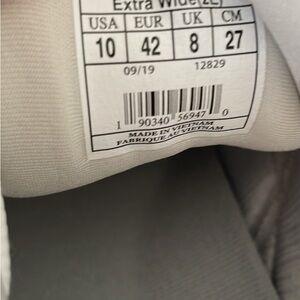 Extra Wide(2E)
USA EUR UK CM
10 42 8 27
09/19 12829
1 90340 56947 0
MADE IN VIETNAM
FABRIQUE AU VIETNAM